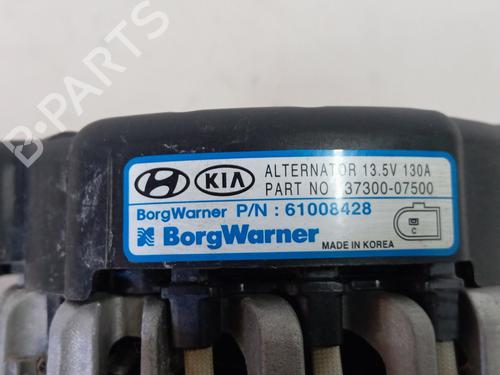 B-PARTS
KIA
ALTERNATOR 13.5V 130A
PART NO. 37300-07500
BorgWarner P/N : 61008428
C
BorgWarner
MADE IN KOREA